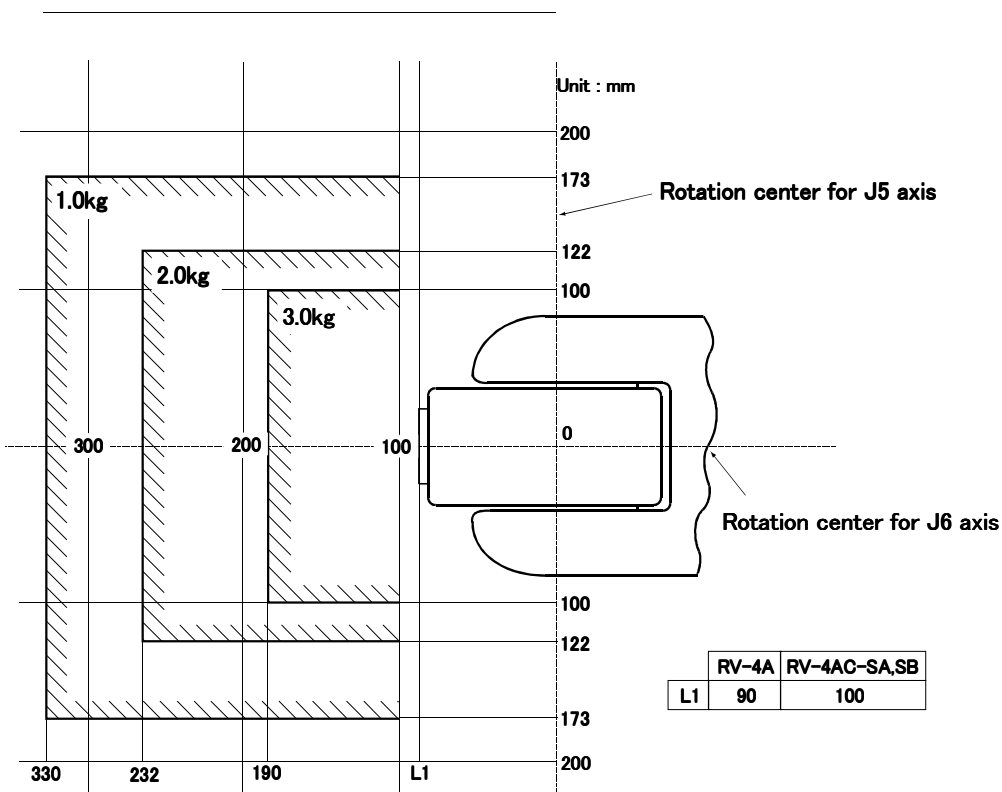 Unit : mm
200
173
Rotation center for J5 axis
1.0kg
122
2.0kg
100
3.0kg
0
300
200
100
Rotation center for J6 axis
100
122
RV-4A RV-4AC-SA,SB
L1 90 100
173
200
330 232 190 L1